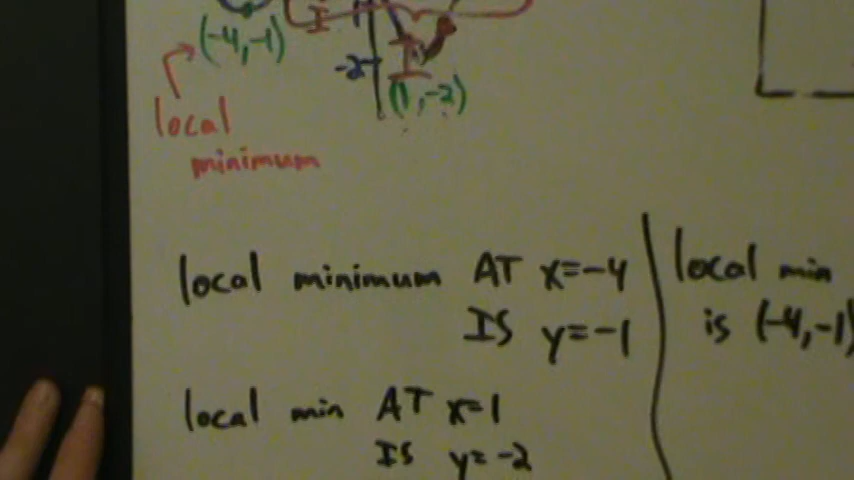 (-4,-1)
-2
(1,-2)
local
minimum
local minimum AT x=-4
IS y=-1
local min
is (-4,-1)
local min AT x=1
IS y=-2